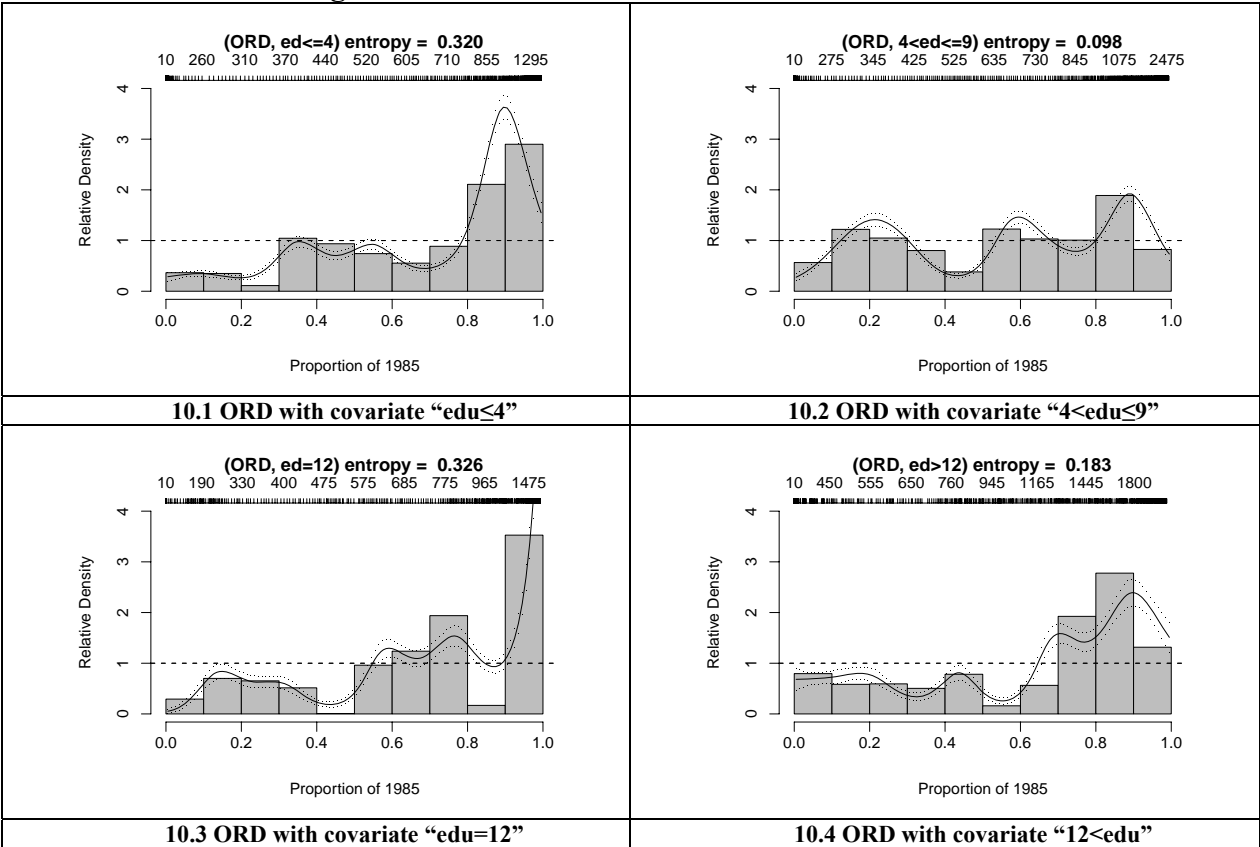 (ORD, ed<=4) entropy = 0.320
10 260 310 370 440 520 605 710 855 1295
4
3
2
1
0
Relative Density
0.0 0.2 0.4 0.6 0.8 1.0
Proportion of 1985
10.1 ORD with covariate “edu≤4”
(ORD, 4<ed<=9) entropy = 0.098
10 275 345 425 525 635 730 845 1075 2475
4
3
2
1
0
Relative Density
0.0 0.2 0.4 0.6 0.8 1.0
Proportion of 1985
10.2 ORD with covariate “4<edu≤9”
(ORD, ed=12) entropy = 0.326
10 190 330 400 475 575 685 775 965 1475
4
3
2
1
0
Relative Density
0.0 0.2 0.4 0.6 0.8 1.0
Proportion of 1985
10.3 ORD with covariate “edu=12”
(ORD, ed>12) entropy = 0.183
10 450 555 650 760 945 1165 1445 1800
4
3
2
1
0
Relative Density
0.0 0.2 0.4 0.6 0.8 1.0
Proportion of 1985
10.4 ORD with covariate “12<edu”